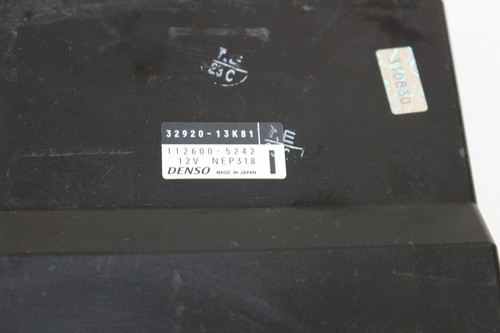 23C
310830
32920-13K81
112600-5242
12V NEP318
DENSO MADE IN JAPAN